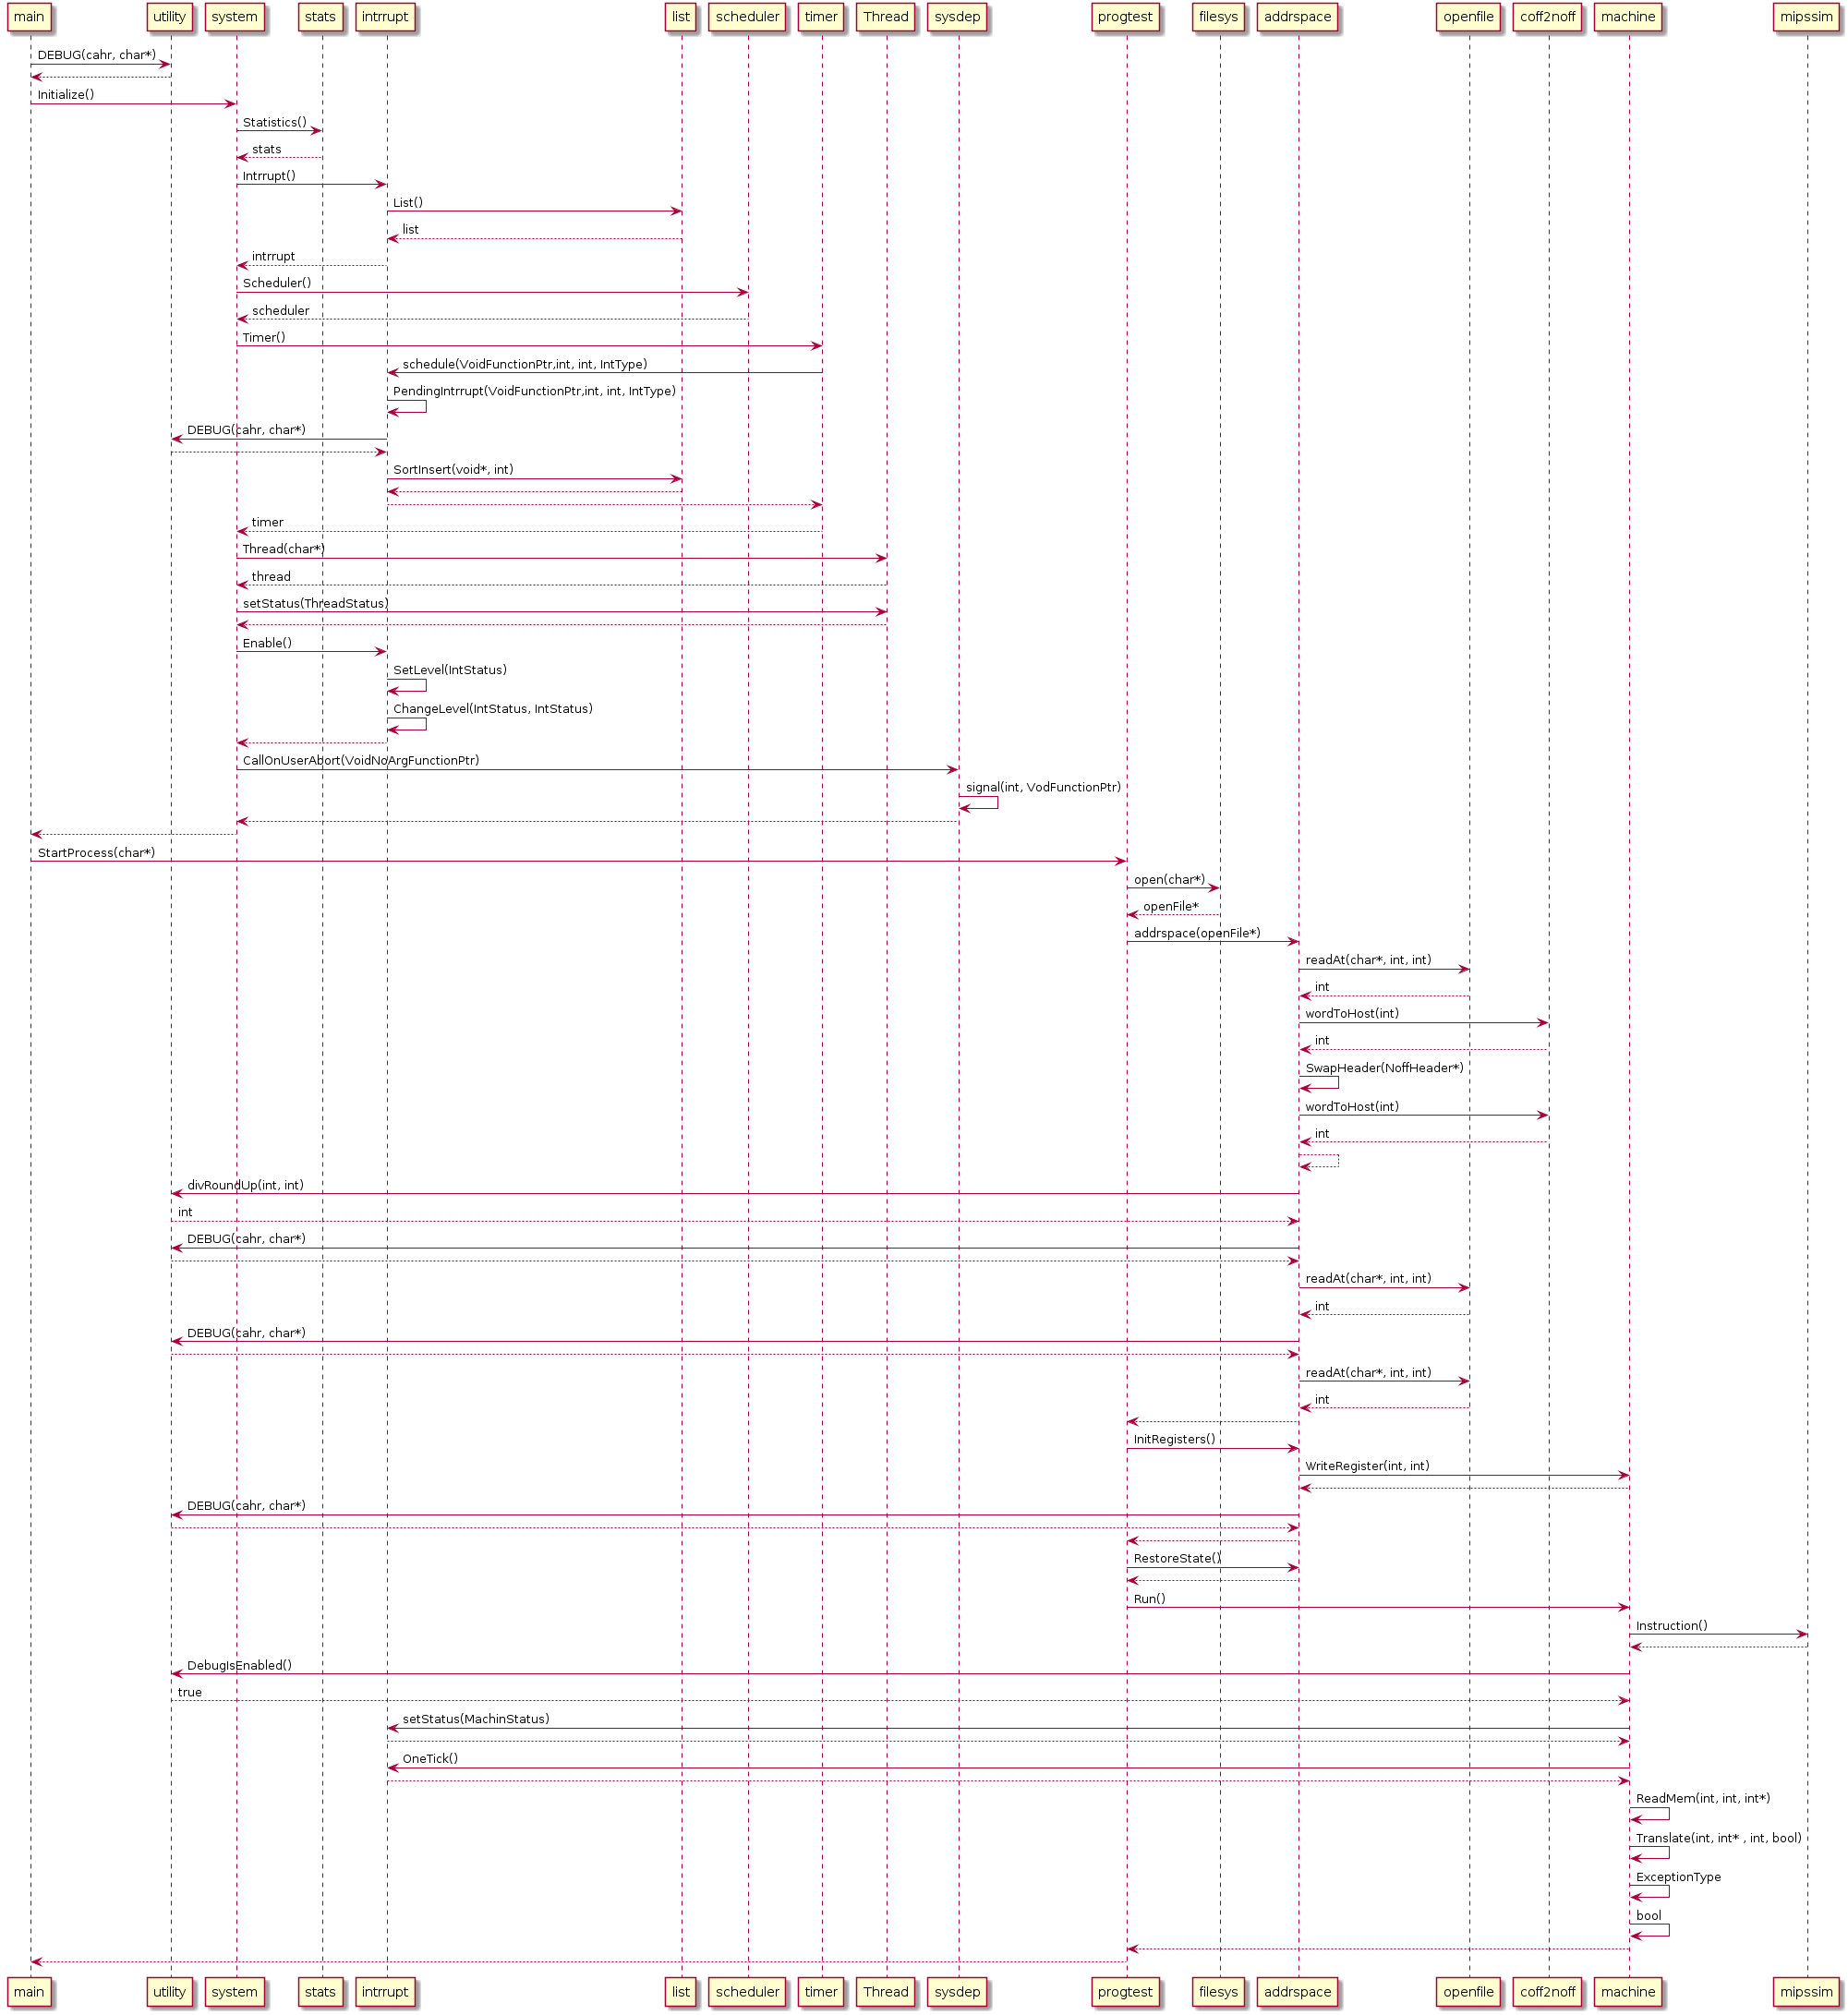 main utility system stats intrrupt list scheduler timer Thread sysdep progtest filesys addrspace openfile coff2noff machine mipssim
DEBUG(cahr, char*)
Initialize()
Statistics()
stats
Intrrupt()
List()
list
intrrupt
Scheduler()
scheduler
Timer()
schedule(VoidFunctionPtr,int, int, IntType)
PendingIntrrupt(VoidFunctionPtr,int, int, IntType)
DEBUG(cahr, char*)
SortInsert(void*, int)
timer
Thread(char*)
thread
setStatus(ThreadStatus)
Enable()
SetLevel(IntStatus)
ChangeLevel(IntStatus, IntStatus)
CallOnUserAbort(VoidNoArgFunctionPtr)
signal(int, VodFunctionPtr)
StartProcess(char*)
open(char*)
openFile*
addrspace(openFile*)
readAt(char*, int, int)
int
wordToHost(int)
int
SwapHeader(NoffHeader*)
wordToHost(int)
int
divRoundUp(int, int)
int
DEBUG(cahr, char*)
readAt(char*, int, int)
int
DEBUG(cahr, char*)
readAt(char*, int, int)
int
InitRegisters()
WriteRegister(int, int)
DEBUG(cahr, char*)
RestoreState()
Run()
Instruction()
DebugIsEnabled()
true
setStatus(MachinStatus)
OneTick()
ReadMem(int, int, int*)
Translate(int, int* , int, bool)
ExceptionType
bool
main utility system stats intrrupt list scheduler timer Thread sysdep progtest filesys addrspace openfile coff2noff machine mipssim